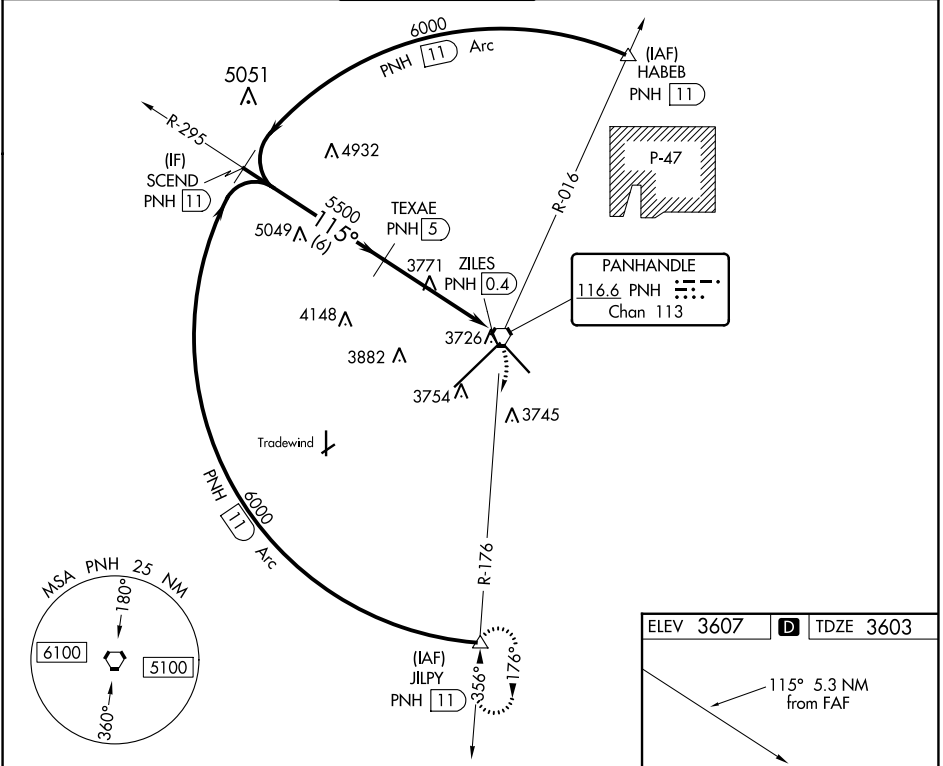 6000
PNH 11 Arc
(IAF)
HABEB
PNH 11
5051
R-295
4932
P-47
(IF)
SCEND
PNH 11
R-016
5500
115°
(6)
5049
TEXAE
PNH 5
3771
ZILES
PNH 0.4
PANHANDLE
116.6 PNH
Chan 113
4148
3726
3882
3754
3745
Tradewind
PNH 11 Arc
6000
R-176
MSA PNH 25 NM
180°
6100
5100
360°
(IAF)
JILPY
PNH 11
356°
176°
ELEV 3607 D TDZE 3603
115° 5.3 NM
from FAF